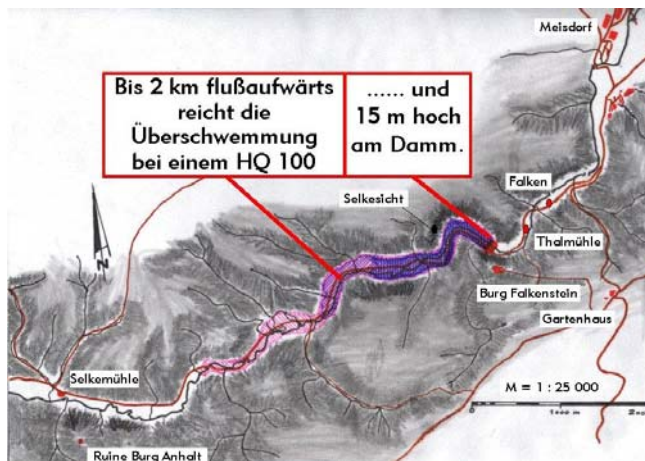 Meisdorf
Bis 2 km flußaufwärts
reicht die
Überschwemmung
bei einem HQ 100
...... und
15 m hoch
am Damm.
Falken
Selkesicht
Thalmühle
N
Burg Falkenstein
Gartenhaus
Selkemühle
M = 1 : 25 000
Ruine Burg Anhalt